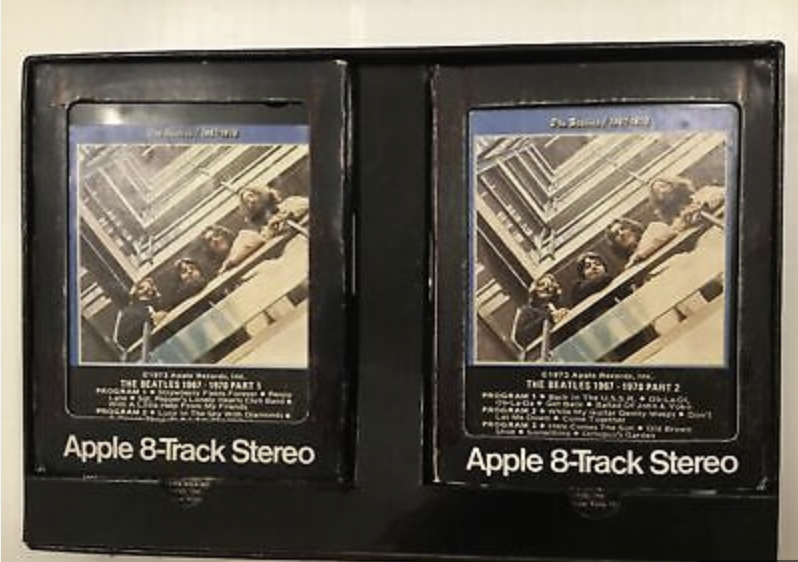 The Beatles / 1967-1970
©1973 Apple Records, Inc.
THE BEATLES 1967 - 1970 PART 1
PROGRAM 1 • Strawberry Fields Forever • Penny
Lane • Sgt. Pepper's Lonely Hearts Club Band •
With A Little Help From My Friends
PROGRAM 2 • Lucy In The Sky With Diamonds •
Apple 8-Track Stereo
The Beatles / 1967-1970
©1973 Apple Records, Inc.
THE BEATLES 1967 - 1970 PART 2
PROGRAM 1 • Back In The U.S.S.R. • Ob-La-Di,
Ob-La-Da • Get Back • Ballad Of John & Yoko
PROGRAM 2 • While My Guitar Gently Weeps • Don't
Let Me Down • Come Together
PROGRAM 3 • Here Comes The Sun • Old Brown
Shoe • Something • Octopus's Garden
Apple 8-Track Stereo